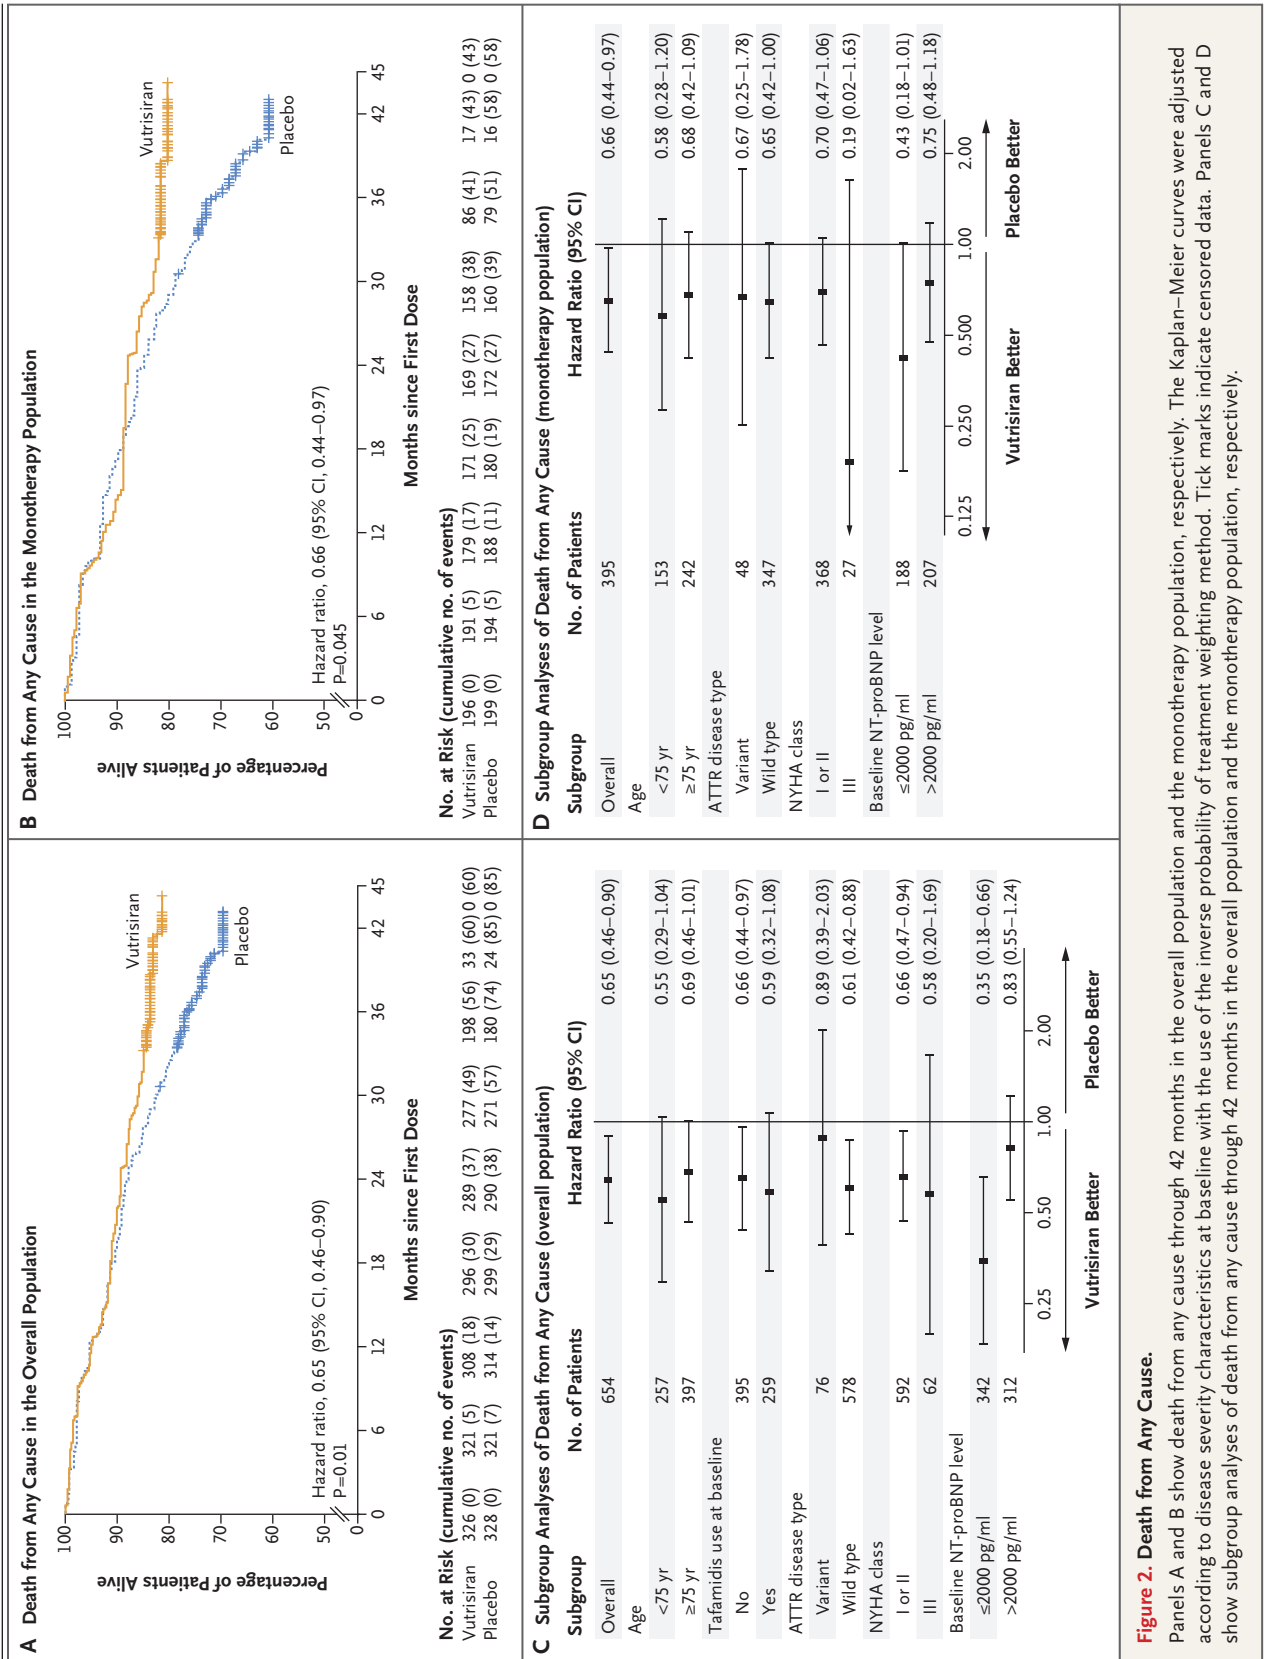 A Death from Any Cause in the Overall Population
100
90
80
70
60
50
0
Percentage of Patients Alive
Vutrisiran
Placebo
Hazard ratio, 0.65 (95% CI, 0.46–0.90)
P=0.01
0 6 12 18 24 30 36 42 45
Months since First Dose
No. at Risk (cumulative no. of events)
Vutrisiran 326 (0) 321 (5) 308 (18) 296 (30) 289 (37) 277 (49) 198 (56) 33 (60) 0 (60)
Placebo 328 (0) 321 (7) 314 (14) 299 (29) 290 (38) 271 (57) 180 (74) 24 (85) 0 (85)
B Death from Any Cause in the Monotherapy Population
100
90
80
70
60
50
0
Percentage of Patients Alive
Vutrisiran
Placebo
Hazard ratio, 0.66 (95% CI, 0.44–0.97)
P=0.045
0 6 12 18 24 30 36 42 45
Months since First Dose
No. at Risk (cumulative no. of events)
Vutrisiran 196 (0) 191 (5) 179 (17) 171 (25) 169 (27) 158 (38) 86 (41) 17 (43) 0 (43)
Placebo 199 (0) 194 (5) 188 (11) 180 (19) 172 (27) 160 (39) 79 (51) 16 (58) 0 (58)
C Subgroup Analyses of Death from Any Cause (overall population)
Subgroup No. of Patients Hazard Ratio (95% CI)
Overall 654 0.65 (0.46–0.90)
Age
<75 yr 257 0.55 (0.29–1.04)
≥75 yr 397 0.69 (0.46–1.01)
Tafamidis use at baseline
No 395 0.66 (0.44–0.97)
Yes 259 0.59 (0.32–1.08)
ATTR disease type
Variant 76 0.89 (0.39–2.03)
Wild type 578 0.61 (0.42–0.88)
NYHA class
I or II 592 0.66 (0.47–0.94)
III 62 0.58 (0.20–1.69)
Baseline NT-proBNP level
≤2000 pg/ml 342 0.35 (0.18–0.66)
>2000 pg/ml 312 0.83 (0.55–1.24)
0.25 0.50 1.00 2.00
Vutrisiran Better Placebo Better
D Subgroup Analyses of Death from Any Cause (monotherapy population)
Subgroup No. of Patients Hazard Ratio (95% CI)
Overall 395 0.66 (0.44–0.97)
Age
<75 yr 153 0.58 (0.28–1.20)
≥75 yr 242 0.68 (0.42–1.09)
ATTR disease type
Variant 48 0.67 (0.25–1.78)
Wild type 347 0.65 (0.42–1.00)
NYHA class
I or II 368 0.70 (0.47–1.06)
III 27 0.19 (0.02–1.63)
Baseline NT-proBNP level
≤2000 pg/ml 188 0.43 (0.18–1.01)
>2000 pg/ml 207 0.75 (0.48–1.18)
0.125 0.250 0.500 1.00 2.00
Vutrisiran Better Placebo Better
Figure 2. Death from Any Cause.
Panels A and B show death from any cause through 42 months in the overall population and the monotherapy population, respectively. The Kaplan–Meier curves were adjusted
according to disease severity characteristics at baseline with the use of the inverse probability of treatment weighting method. Tick marks indicate censored data. Panels C and D
show subgroup analyses of death from any cause through 42 months in the overall population and the monotherapy population, respectively.